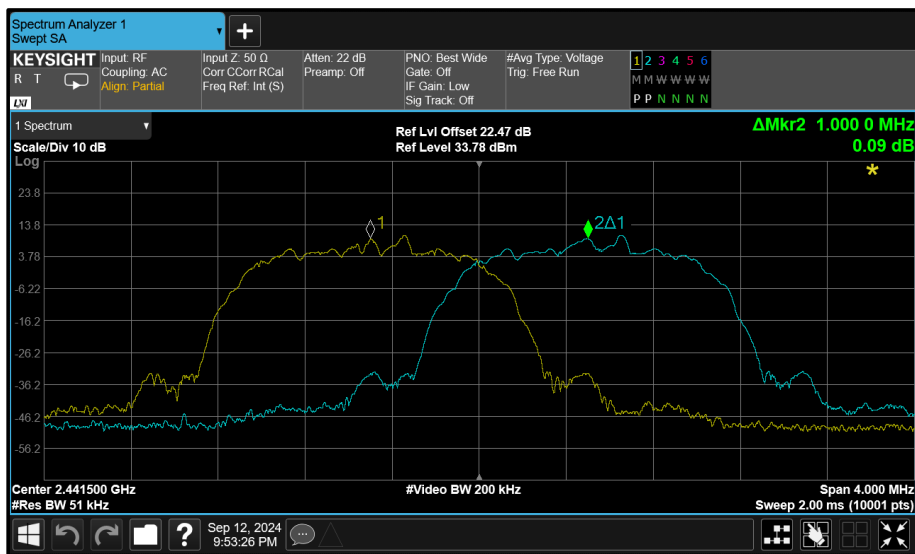 Spectrum Analyzer 1
Swept SA
+
KEYSIGHT
R T
LXI
Input: RF
Coupling: AC
Align: Partial
Input Z: 50 Ω
Corr CCorr RCal
Freq Ref: Int (S)
Atten: 22 dB
Preamp: Off
PNO: Best Wide
Gate: Off
IF Gain: Low
Sig Track: Off
#Avg Type: Voltage
Trig: Free Run
1 2 3 4 5 6
M M W W W W
P P N N N N
1 Spectrum
Scale/Div 10 dB
Ref Lvl Offset 22.47 dB
Ref Level 33.78 dBm
ΔMkr2 1.000 0 MHz
0.09 dB
Log
*
23.8
13.8
3.78
-6.22
-16.2
-26.2
-36.2
-46.2
-56.2
1
2Δ1
Center 2.441500 GHz
#Res BW 51 kHz
#Video BW 200 kHz
Span 4.000 MHz
Sweep 2.00 ms (10001 pts)
?
Sep 12, 2024
9:53:26 PM